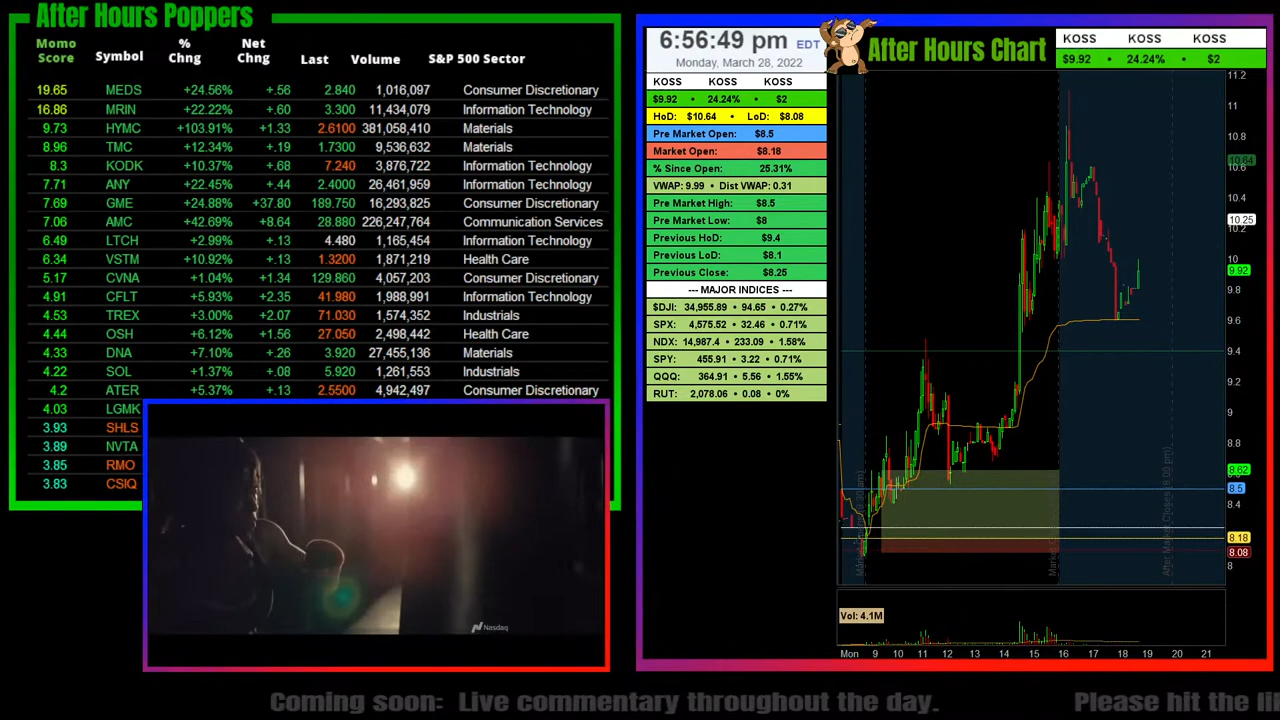 After Hours Poppers
Momo Score Symbol % Chng Net Chng Last Volume S&P 500 Sector
19.65 MEDS +24.56% +.56 2.840 1,016,097 Consumer Discretionary
16.86 MRIN +22.22% +.60 3.300 11,434,079 Information Technology
9.73 HYMC +103.91% +1.33 2.6100 381,058,410 Materials
8.96 TMC +12.34% +.19 1.7300 9,536,632 Materials
8.3 KODK +10.37% +.68 7.240 3,876,722 Information Technology
7.71 ANY +22.45% +.44 2.4000 26,461,959 Information Technology
7.69 GME +24.88% +37.80 189.750 16,293,825 Consumer Discretionary
7.06 AMC +42.69% +8.64 28.880 226,247,764 Communication Services
6.49 LTCH +2.99% +.13 4.480 1,165,454 Information Technology
6.34 VSTM +10.92% +.13 1.3200 1,871,219 Health Care
5.17 CVNA +1.04% +1.34 129.860 4,057,203 Consumer Discretionary
4.91 CFLT +5.93% +2.35 41.980 1,988,991 Information Technology
4.53 TREX +3.00% +2.07 71.030 1,574,352 Industrials
4.44 OSH +6.12% +1.56 27.050 2,498,442 Health Care
4.33 DNA +7.10% +.26 3.920 27,455,136 Materials
4.22 SOL +1.37% +.08 5.920 1,261,553 Industrials
4.2 ATER +5.37% +.13 2.5500 4,942,497 Consumer Discretionary
4.03 LGMK
3.93 SHLS
3.89 NVTA
3.85 RMO
3.83 CSIQ
Nasdaq
6:56:49 pm EDT
Monday, March 28, 2022
KOSS KOSS KOSS
$9.92 • 24.24% • $2
HoD: $10.64 • LoD: $8.08
Pre Market Open: $8.5
Market Open: $8.18
% Since Open: 25.31%
VWAP: 9.99 • Dist VWAP: 0.31
Pre Market High: $8.5
Pre Market Low: $8
Previous HoD: $9.4
Previous LoD: $8.1
Previous Close: $8.25
--- MAJOR INDICES ---
$DJI: 34,955.89 • 94.65 • 0.27%
SPX: 4,575.52 • 32.46 • 0.71%
NDX: 14,987.4 • 233.09 • 1.58%
SPY: 455.91 • 3.22 • 0.71%
QQQ: 364.91 • 5.56 • 1.55%
RUT: 2,078.06 • 0.08 • 0%
After Hours Chart
KOSS KOSS KOSS
$9.92 • 24.24% • $2
11.2
11
10.8
10.64
10.4
10.25
10.2
10
9.92
9.8
9.6
9.4
9.2
9
8.8
8.62
8.5
8.4
8.18
8.08
8
After Market Closes (8:00 pm)
Vol: 4.1M
Mon 9 10 11 12 13 14 15 16 17 18 19 20 21
Coming soon: Live commentary throughout the day. Please hit the li